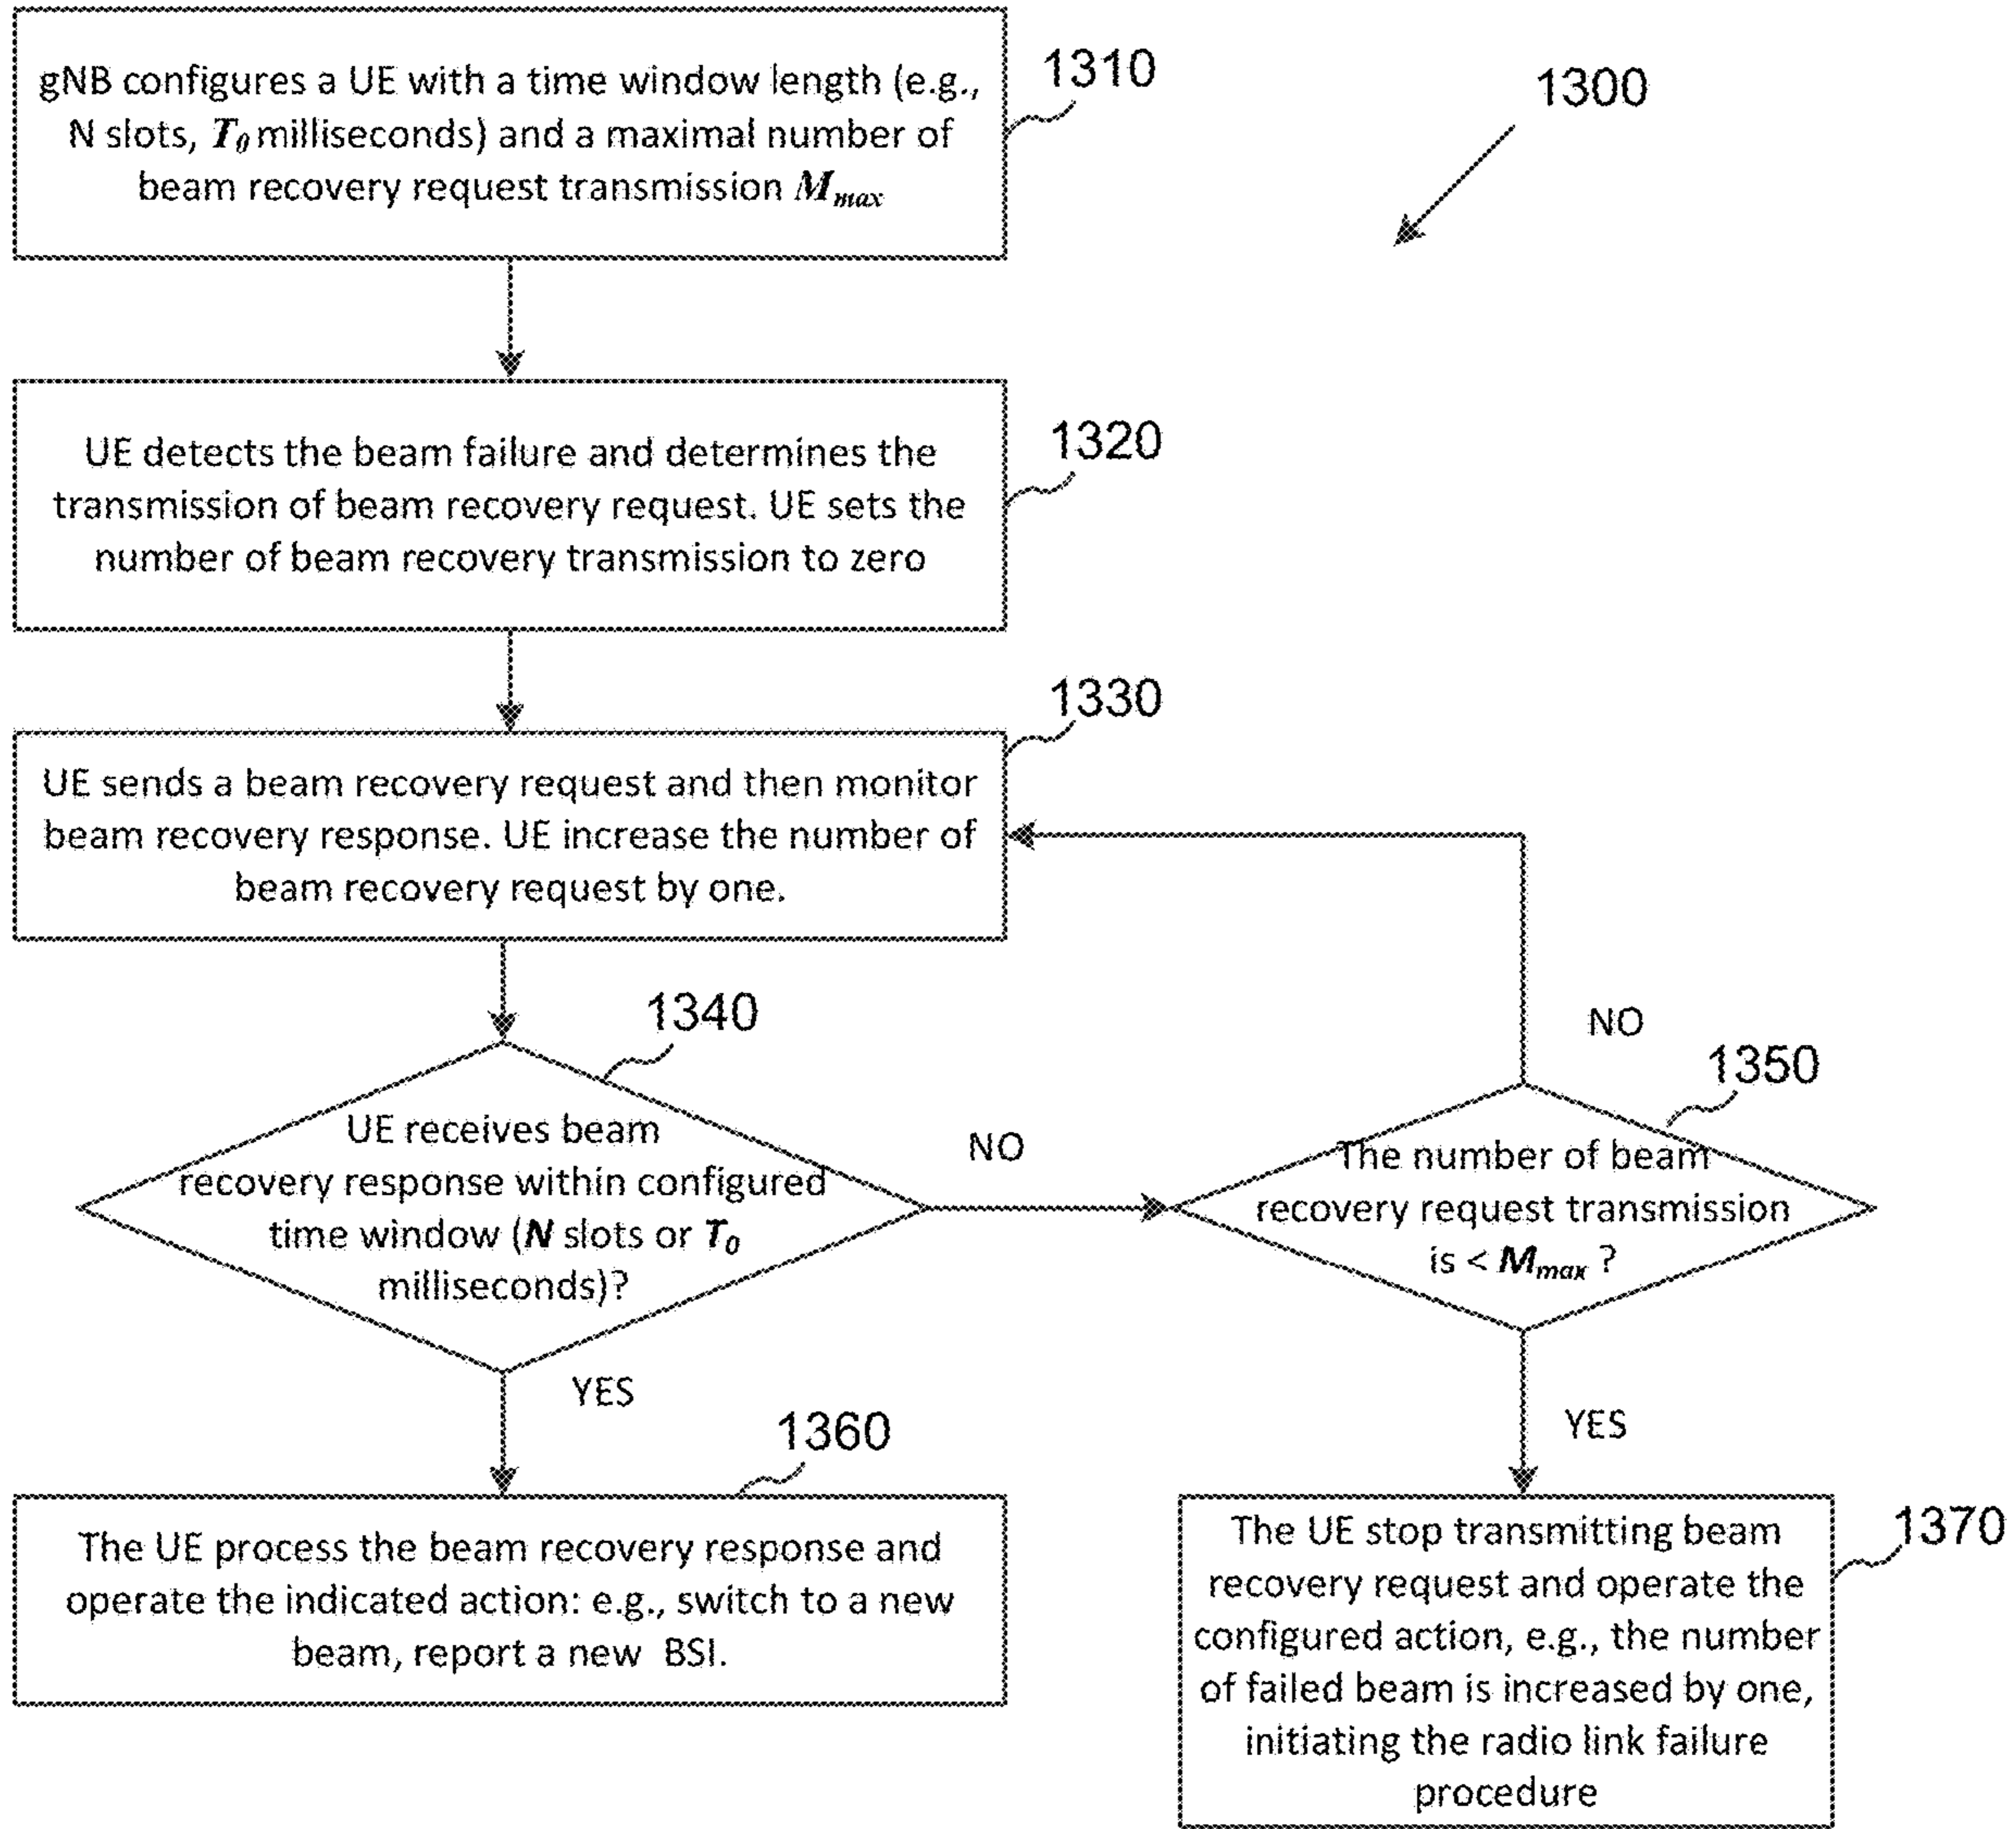 1300
1310
gNB configures a UE with a time window length (e.g.,
N slots, T₀ milliseconds) and a maximal number of
beam recovery request transmission Mmax
1320
UE detects the beam failure and determines the
transmission of beam recovery request. UE sets the
number of beam recovery transmission to zero
1330
UE sends a beam recovery request and then monitor
beam recovery response. UE increase the number of
beam recovery request by one.
1340
UE receives beam
recovery response within configured
time window (N slots or T₀
milliseconds)?
NO
YES
1350
The number of beam
recovery request transmission
is < Mmax ?
NO
YES
1360
The UE process the beam recovery response and
operate the indicated action: e.g., switch to a new
beam, report a new BSI.
1370
The UE stop transmitting beam
recovery request and operate the
configured action, e.g., the number
of failed beam is increased by one,
initiating the radio link failure
procedure